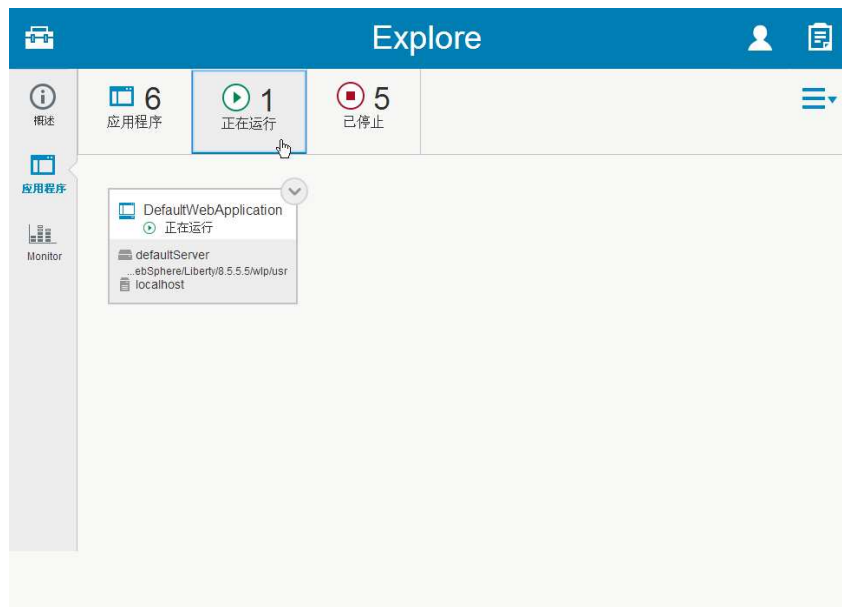 Explore
概述
6
应用程序
1
正在运行
5
已停止
应用程序
Monitor
DefaultWebApplication
正在运行
defaultServer
...ebSphere/Liberty/8.5.5.5/wlp/usr
localhost